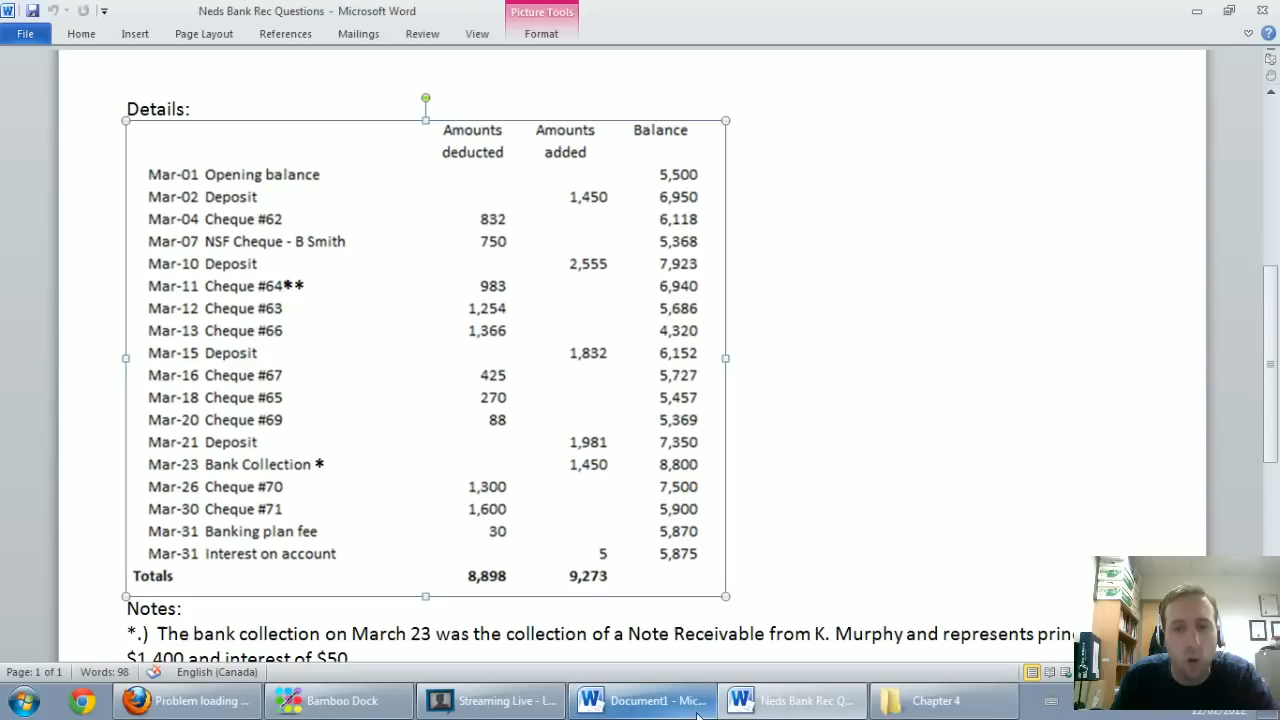 Neds Bank Rec Questions - Microsoft Word
Picture Tools
File Home Insert Page Layout References Mailings Review View Format
Details:
Amounts deducted Amounts added Balance
Mar-01 Opening balance 5,500
Mar-02 Deposit 1,450 6,950
Mar-04 Cheque #62 832 6,118
Mar-07 NSF Cheque - B Smith 750 5,368
Mar-10 Deposit 2,555 7,923
Mar-11 Cheque #64** 983 6,940
Mar-12 Cheque #63 1,254 5,686
Mar-13 Cheque #66 1,366 4,320
Mar-15 Deposit 1,832 6,152
Mar-16 Cheque #67 425 5,727
Mar-18 Cheque #65 270 5,457
Mar-20 Cheque #69 88 5,369
Mar-21 Deposit 1,981 7,350
Mar-23 Bank Collection * 1,450 8,800
Mar-26 Cheque #70 1,300 7,500
Mar-30 Cheque #71 1,600 5,900
Mar-31 Banking plan fee 30 5,870
Mar-31 Interest on account 5 5,875
Totals 8,898 9,273
Notes:
*.) The bank collection on March 23 was the collection of a Note Receivable from K. Murphy and represents prin
$1,400 and interest of $50
Page: 1 of 1 Words: 98 English (Canada)
Problem loading ... Bamboo Dock Streaming Live - L... Document1 - Mic... Neds Bank Rec Q... Chapter 4
12/02/2012